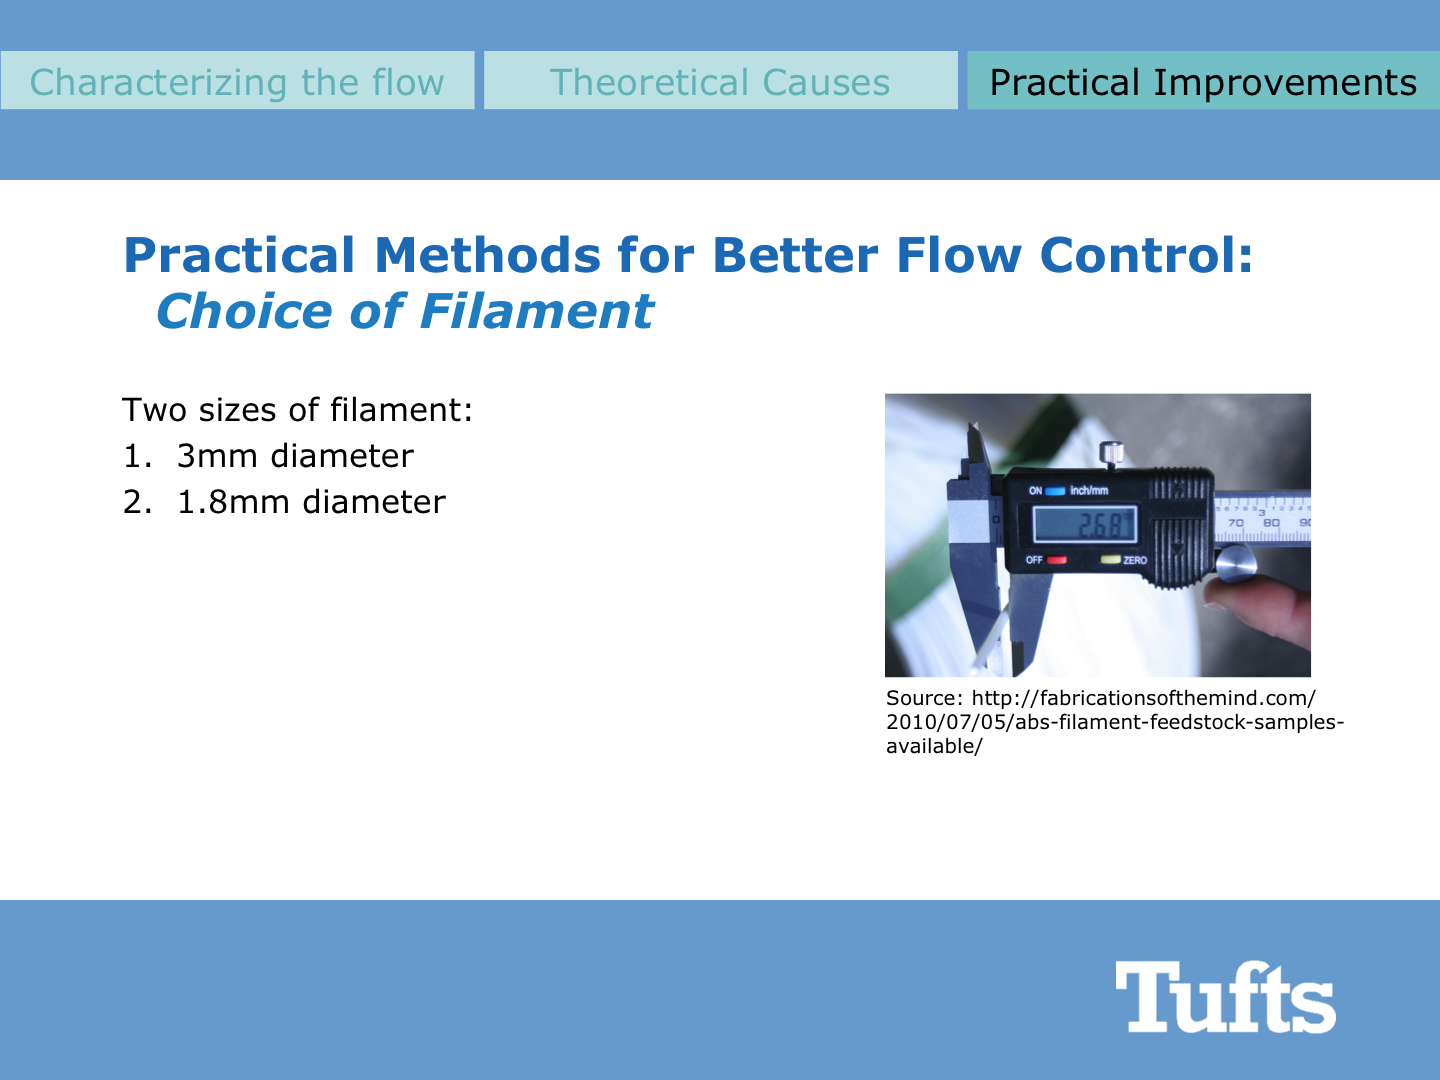 Characterizing the flow
Theoretical Causes
Practical Improvements
Practical Methods for Better Flow Control:
Choice of Filament
Two sizes of filament:
1. 3mm diameter
2. 1.8mm diameter
ON inch/mm
2.68
OFF ZERO
70 80 90
Source: http://fabricationsofthemind.com/
2010/07/05/abs-filament-feedstock-samples-
available/
Tufts